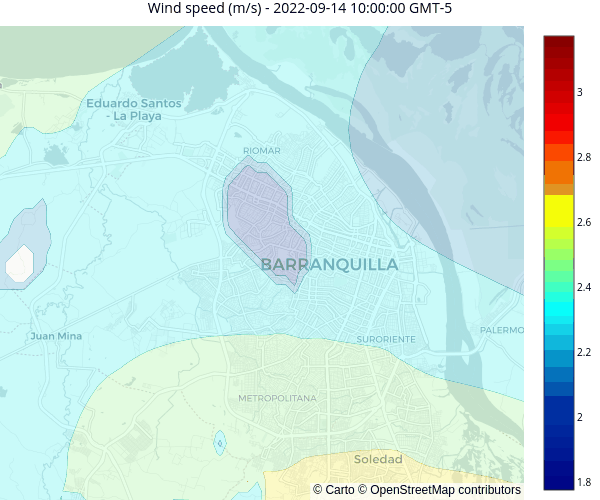 Wind speed (m/s) - 2022-09-14 10:00:00 GMT-5
Eduardo Santos
- La Playa
RIOMAR
BARRANQUILLA
Juan Mina
SURORIENTE
PALERMO
METROPOLITANA
Soledad
© Carto © OpenStreetMap contributors
3
2.8
2.6
2.4
2.2
2
1.8